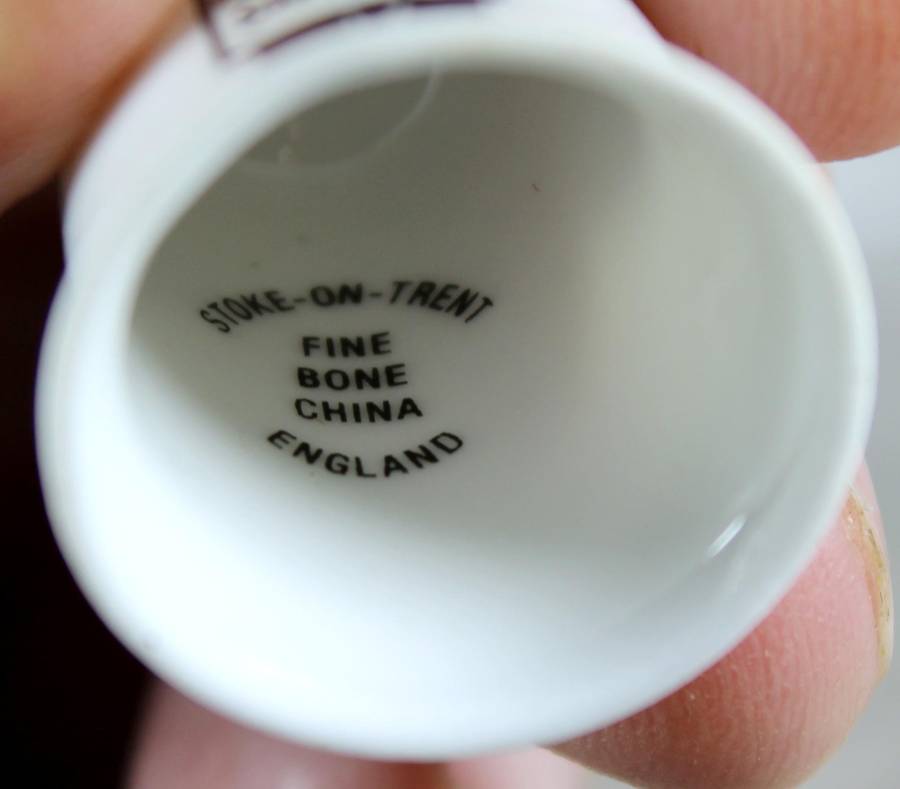 STOKE-ON-TRENT
FINE
BONE
CHINA
ENGLAND